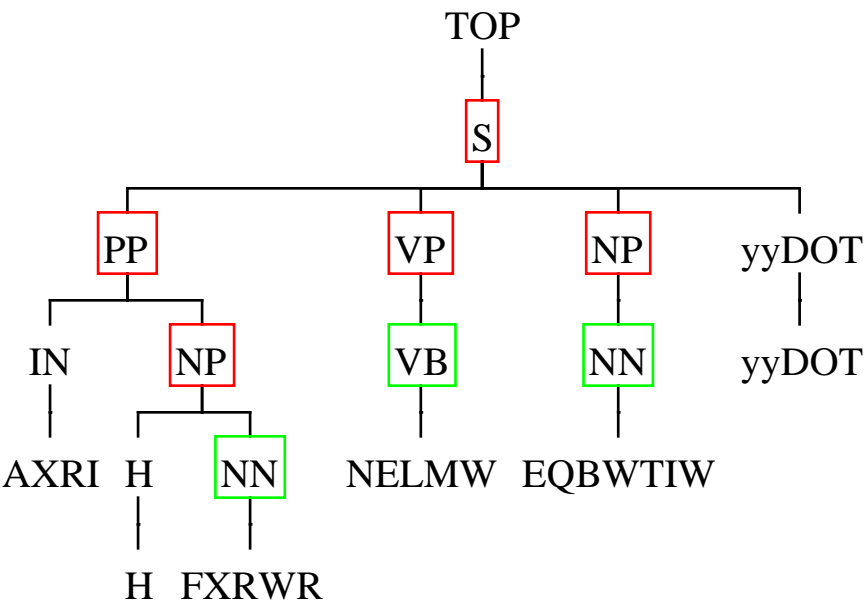 TOP
S
PP VP NP yyDOT
IN NP VB NN yyDOT
AXRI H NN NELMW EQBWTIW
H FXRWR